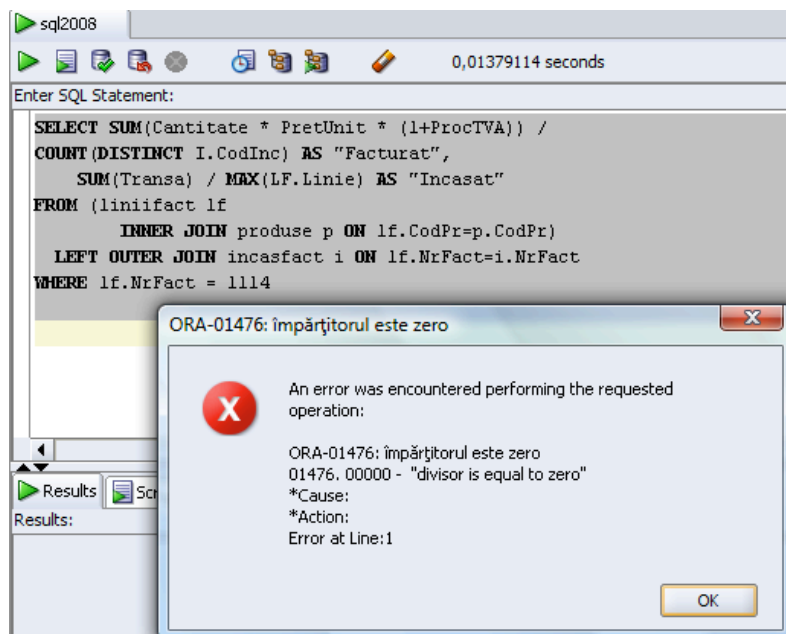 sql2008
0,01379114 seconds
Enter SQL Statement:
SELECT SUM(Cantitate * PretUnit * (1+ProcTVA)) /
COUNT(DISTINCT I.CodInc) AS "Facturat",
SUM(Transa) / MAX(LF.Linie) AS "Incasat"
FROM (liniifact lf
INNER JOIN produse p ON lf.CodPr=p.CodPr)
LEFT OUTER JOIN incasfact i ON lf.NrFact=i.NrFact
WHERE lf.NrFact = 1114
ORA-01476: împărţitorul este zero
An error was encountered performing the requested
operation:
ORA-01476: împărţitorul este zero
01476. 00000 - "divisor is equal to zero"
*Cause:
*Action:
Error at Line:1
OK
Results
Scr
Results: